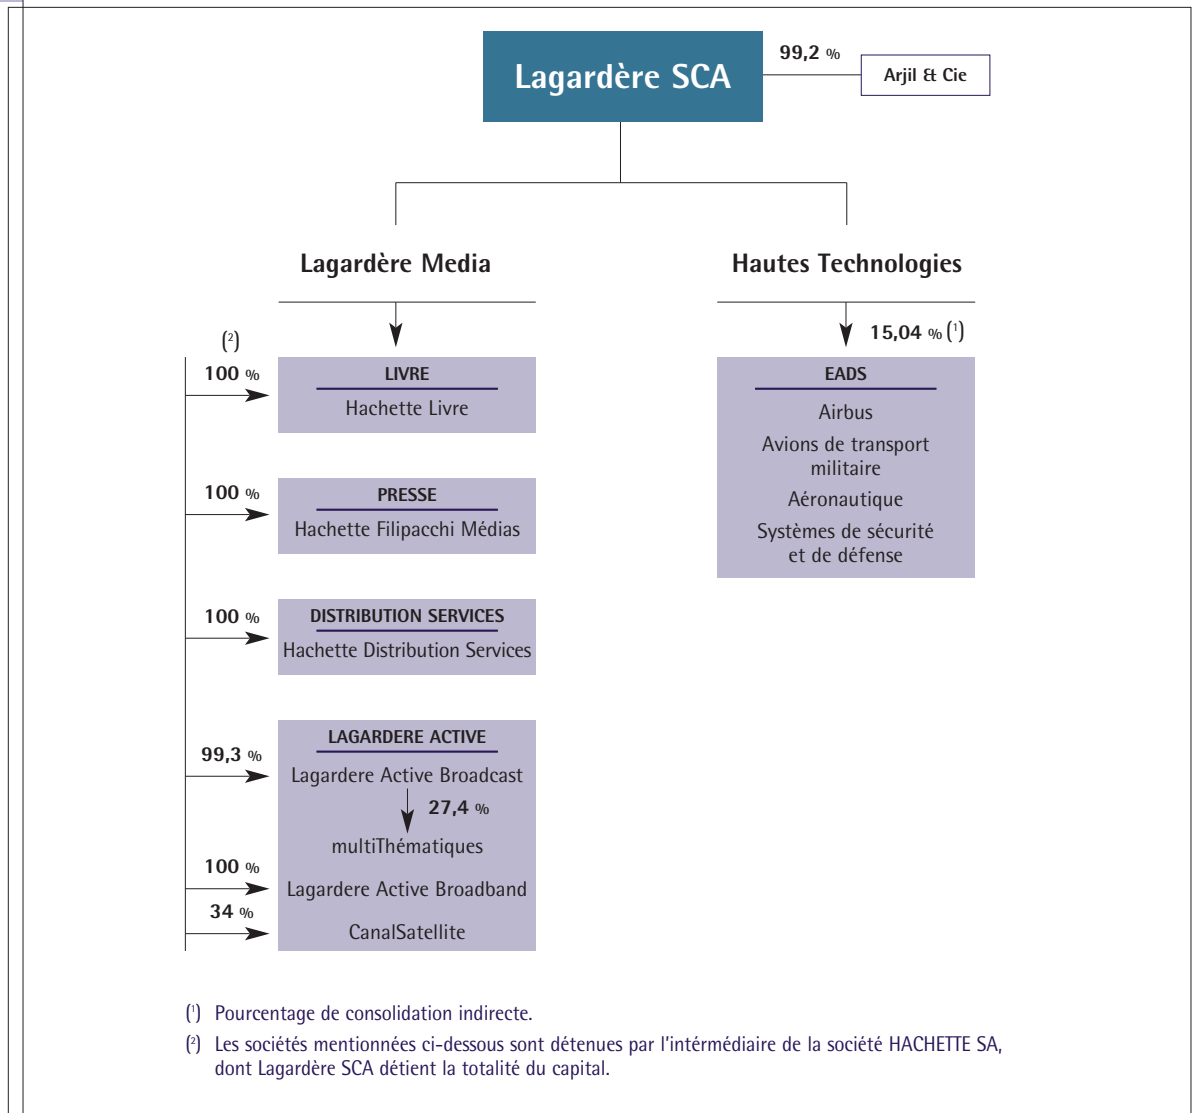 Lagardère SCA
99,2 %
Arjil & Cie
Lagardère Media
(2)
100 %
LIVRE
Hachette Livre
100 %
PRESSE
Hachette Filipacchi Médias
100 %
DISTRIBUTION SERVICES
Hachette Distribution Services
99,3 %
LAGARDERE ACTIVE
Lagardere Active Broadcast
27,4 %
multiThématiques
100 %
Lagardere Active Broadband
34 %
CanalSatellite
Hautes Technologies
15,04 % (1)
EADS
Airbus
Avions de transport
militaire
Aéronautique
Systèmes de sécurité
et de défense
(1) Pourcentage de consolidation indirecte.
(2) Les sociétés mentionnées ci-dessous sont détenues par l'intérmédiaire de la société HACHETTE SA,
dont Lagardère SCA détient la totalité du capital.